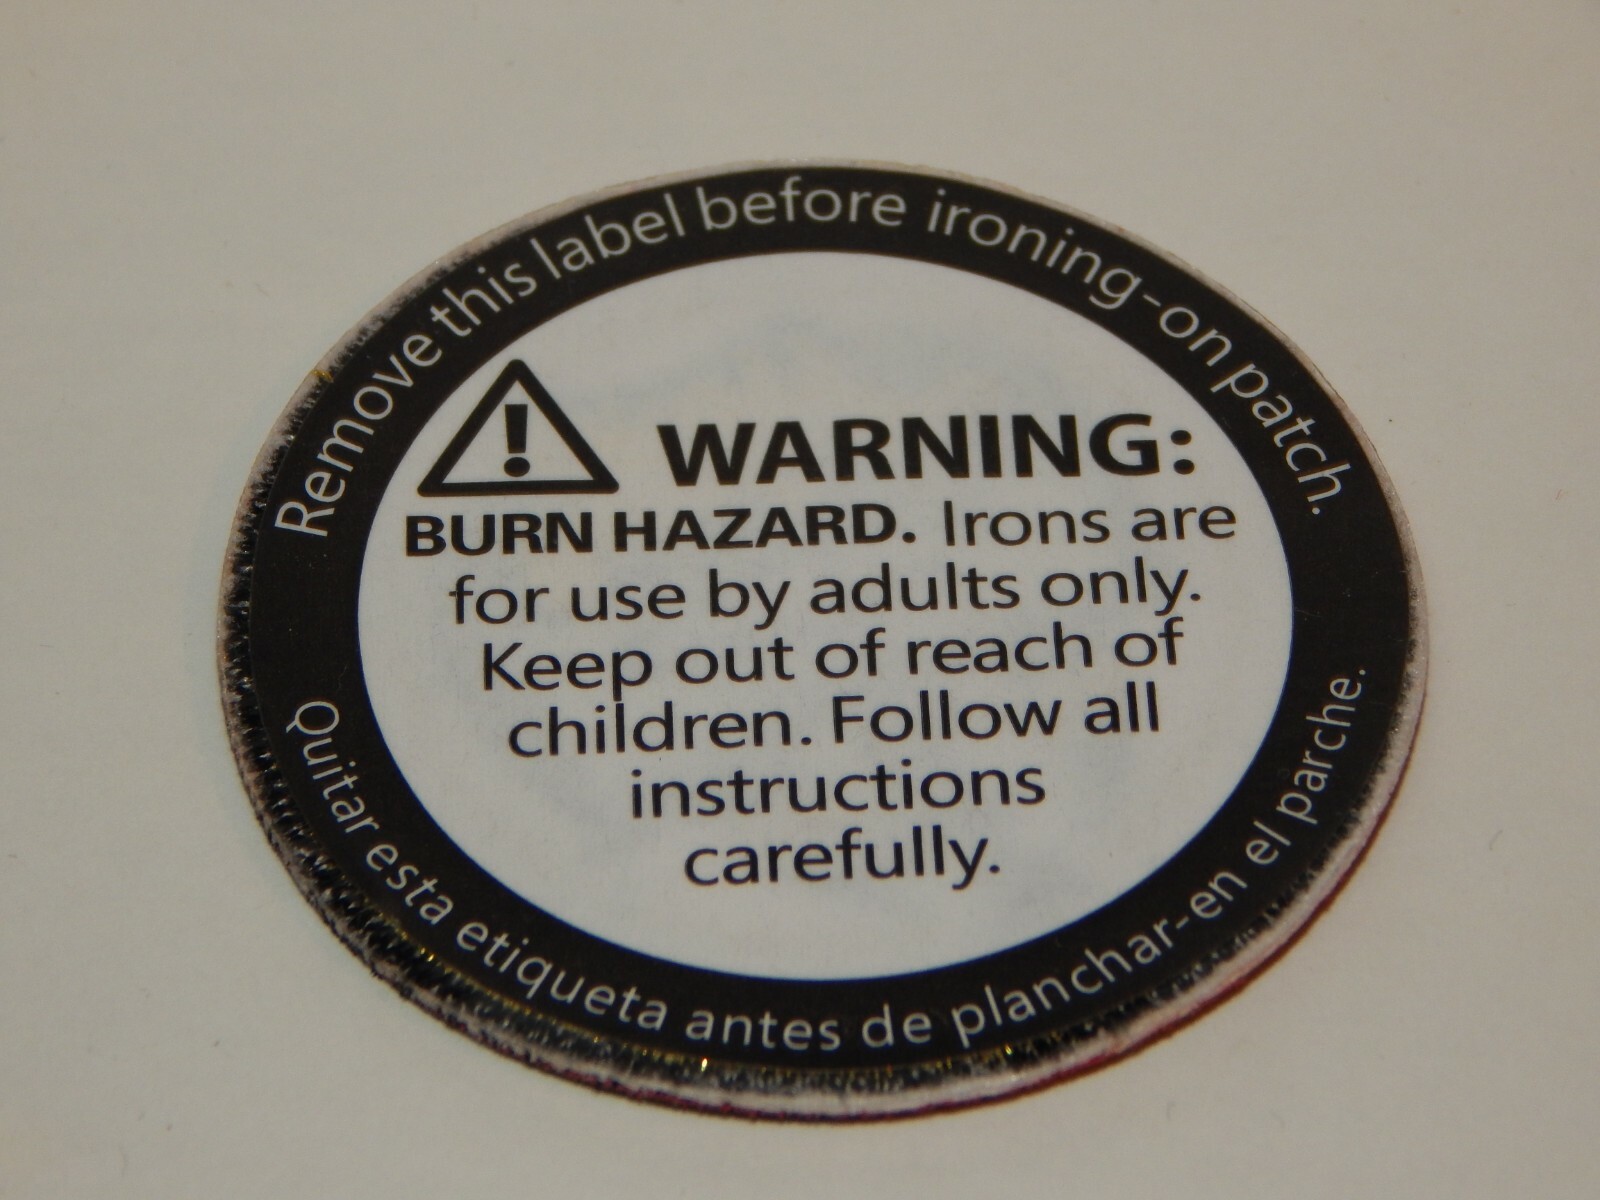 Remove this label before ironing-on patch.
WARNING:
BURN HAZARD. Irons are
for use by adults only.
Keep out of reach of
children. Follow all
instructions
carefully.
Quitar esta etiqueta antes de planchar-en el parche.